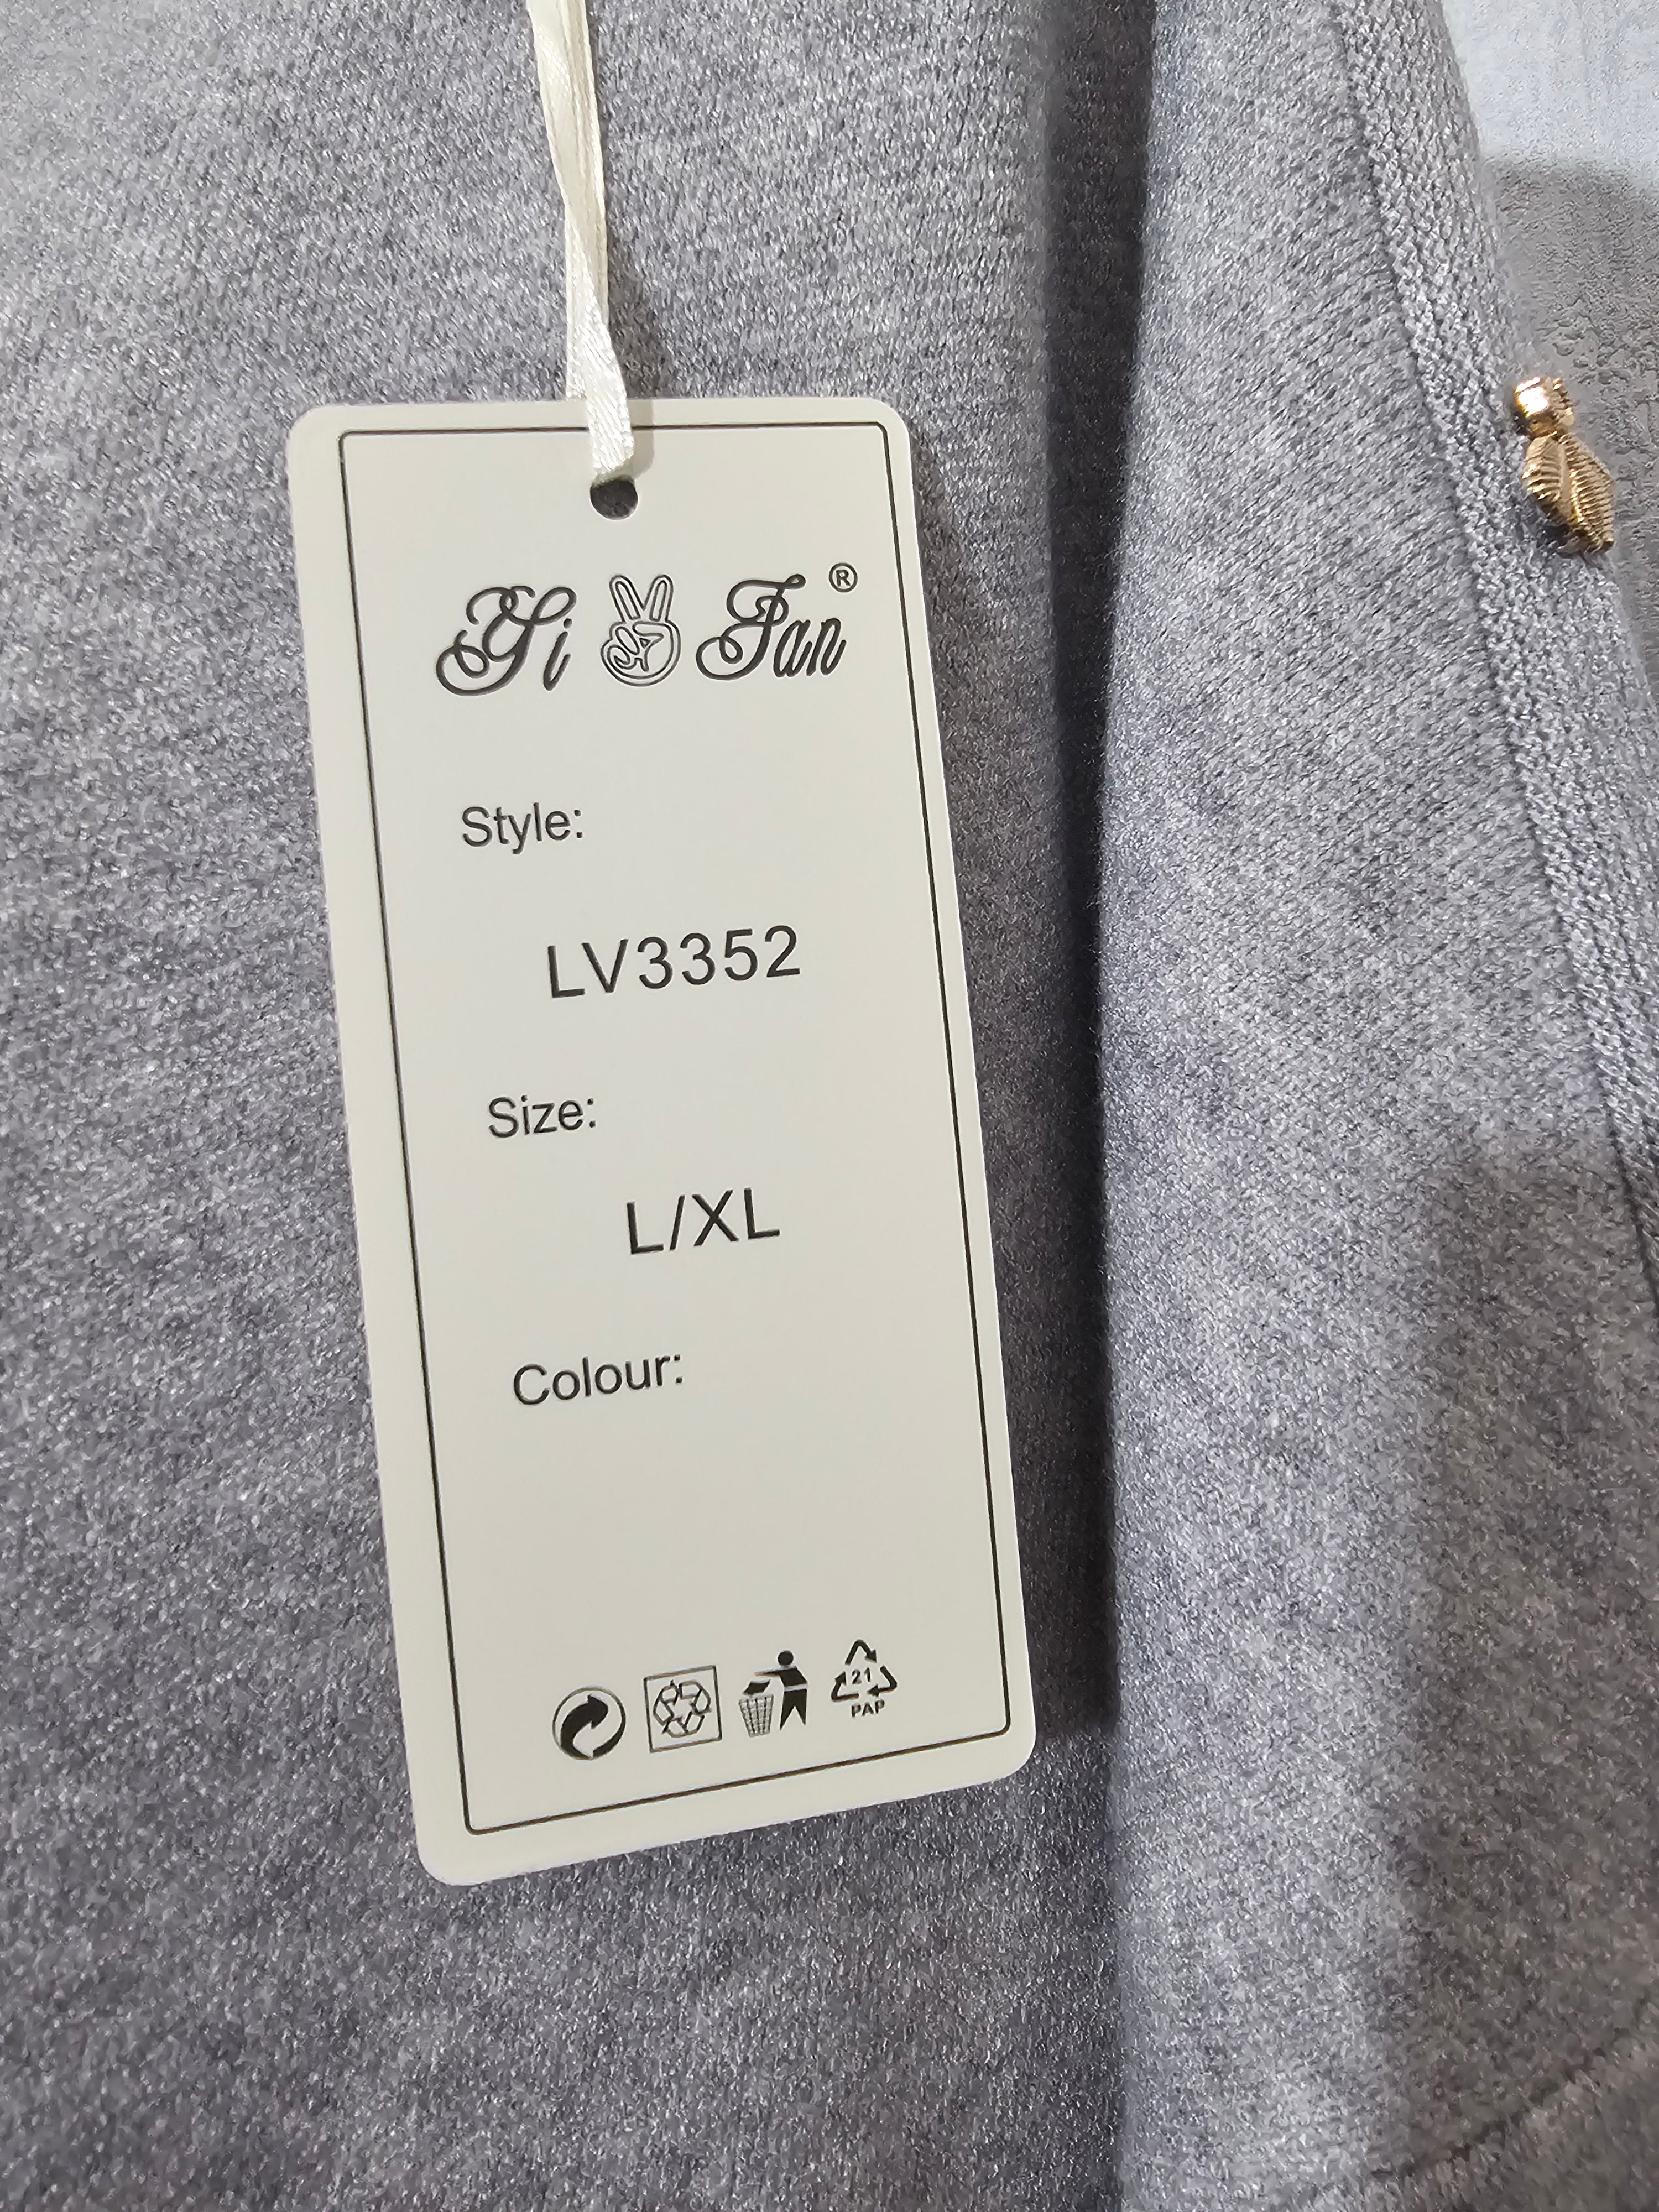 Yi Fan®
Style:
LV3352
Size:
L/XL
Colour:
21
PAP